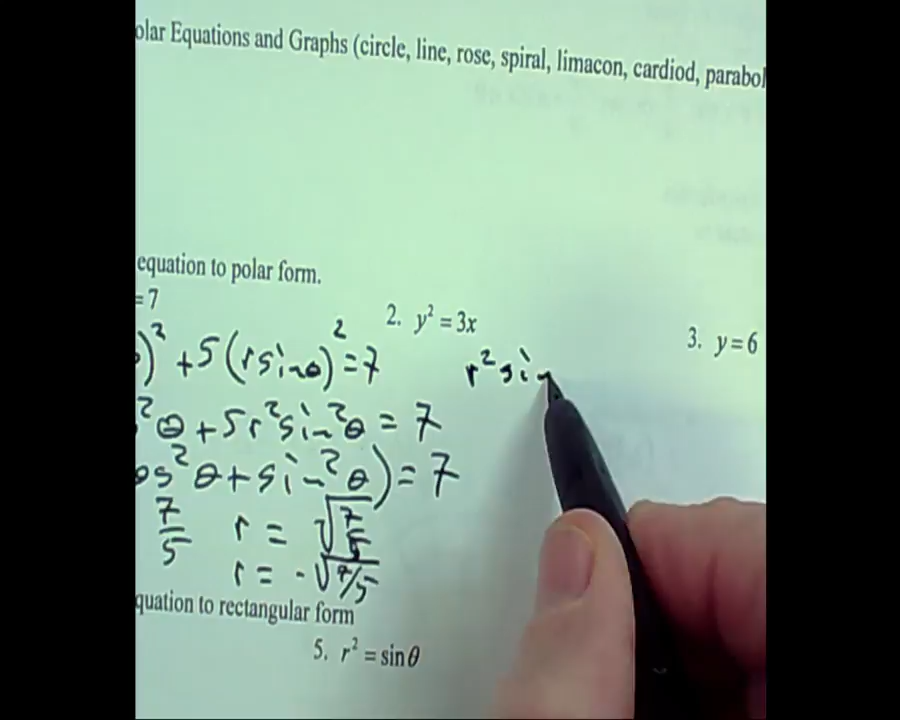 olar Equations and Graphs (circle, line, rose, spiral, limacon, cardiod, parabol
equation to polar form.
=7
2. y² = 3x
3. y = 6
)² + 5(r sinθ)² = 7
r² sin
²θ + 5r² sin²θ = 7
os²θ + sin²θ) = 7
7/5 r = √7/5
r = -√7/5
quation to rectangular form
5. r² = sinθ